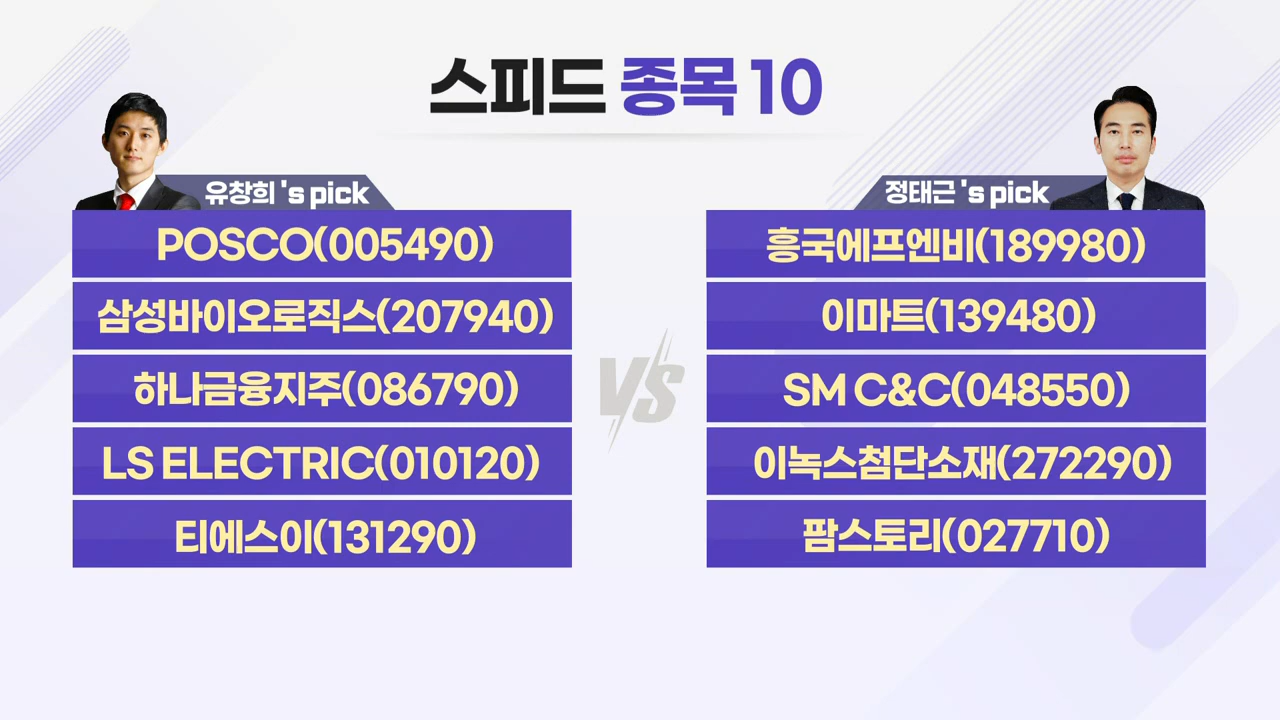 스피드 종목 10
유창희 's pick
POSCO(005490)
삼성바이오로직스(207940)
하나금융지주(086790)
LS ELECTRIC(010120)
티에스이(131290)
VS
정태근 's pick
흥국에프엔비(189980)
이마트(139480)
SM C&C(048550)
이녹스첨단소재(272290)
팜스토리(027710)